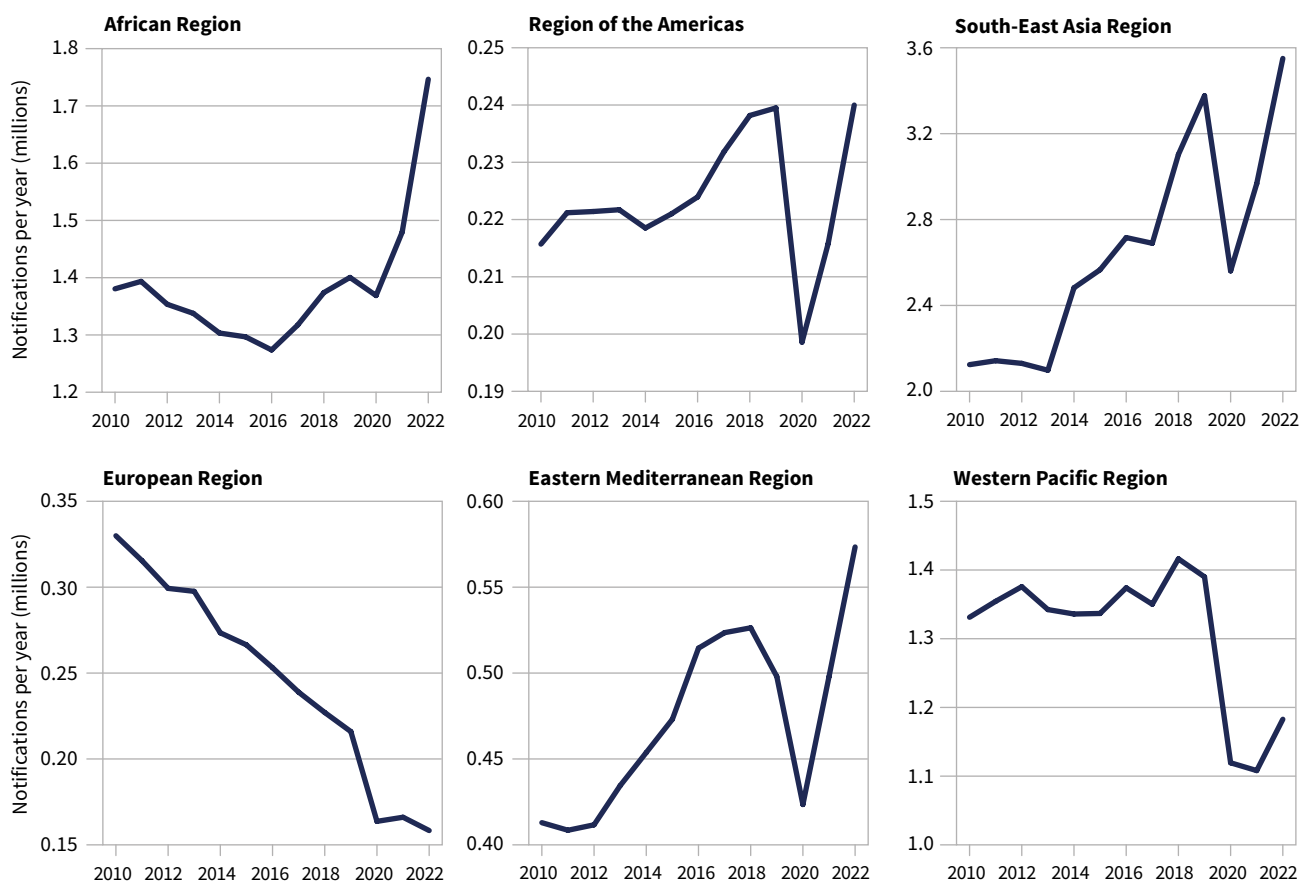 African Region
Region of the Americas
South-East Asia Region
Notifications per year (millions)
1.8
1.7
1.6
1.5
1.4
1.3
1.2
2010 2012 2014 2016 2018 2020 2022
0.25
0.24
0.23
0.22
0.21
0.20
0.19
2010 2012 2014 2016 2018 2020 2022
3.6
3.2
2.8
2.4
2.0
2010 2012 2014 2016 2018 2020 2022
European Region
Eastern Mediterranean Region
Western Pacific Region
Notifications per year (millions)
0.35
0.30
0.25
0.20
0.15
2010 2012 2014 2016 2018 2020 2022
0.60
0.55
0.50
0.45
0.40
2010 2012 2014 2016 2018 2020 2022
1.5
1.4
1.3
1.2
1.1
1.0
2010 2012 2014 2016 2018 2020 2022